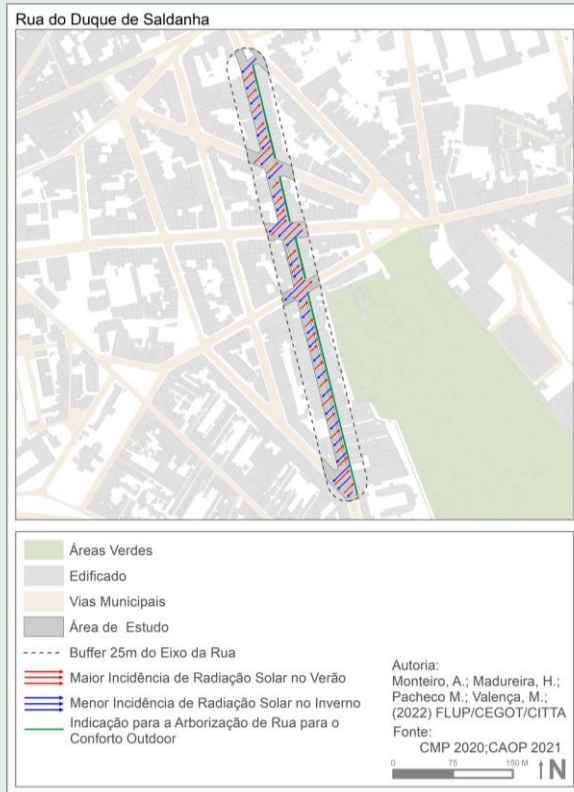 Rua do Duque de Saldanha
Áreas Verdes
Edificado
Vias Municipais
Área de Estudo
Buffer 25m do Eixo da Rua
Maior Incidência de Radiação Solar no Verão
Menor Incidência de Radiação Solar no Inverno
Indicação para a Arborização de Rua para o
Conforto Outdoor
Autoria:
Monteiro, A.; Madureira, H.;
Pacheco M.; Valença, M.;
(2022) FLUP/CEGOT/CITTA
Fonte:
CMP 2020;CAOP 2021
0 75 150 M
N